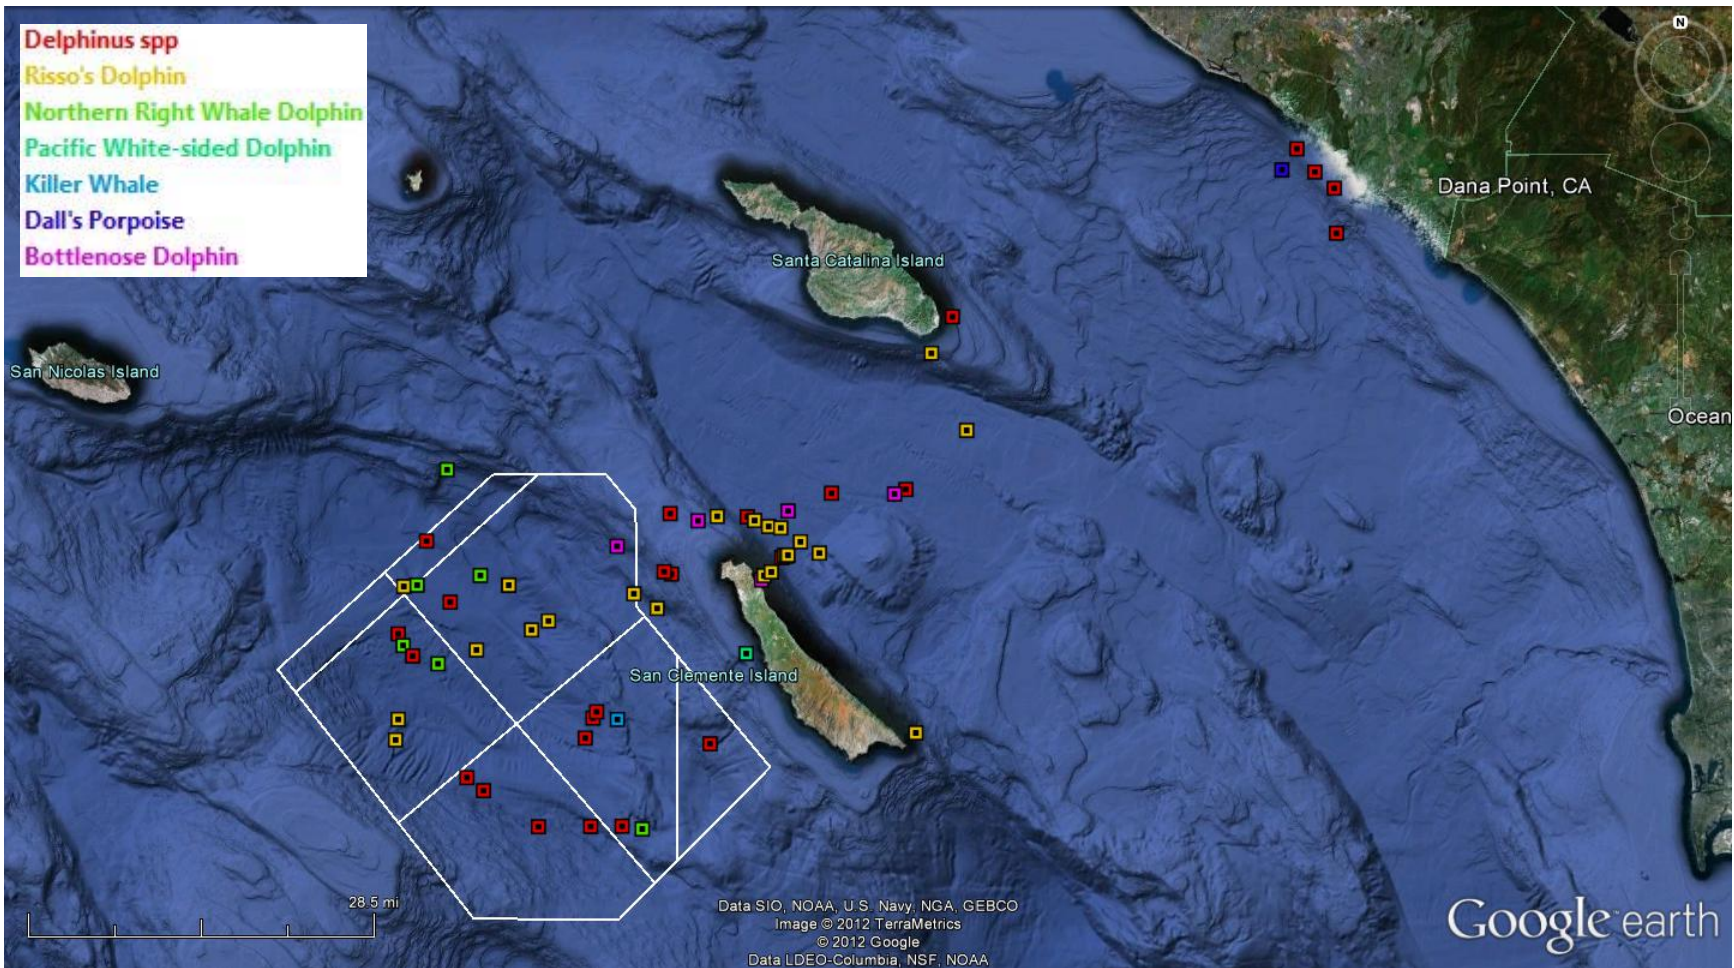 Delphinus spp
Risso's Dolphin
Northern Right Whale Dolphin
Pacific White-sided Dolphin
Killer Whale
Dall's Porpoise
Bottlenose Dolphin
N
Dana Point, CA
Santa Catalina Island
San Nicolas Island
Ocean
San Clemente Island
28.5 mi
Data SIO, NOAA, U.S. Navy, NGA, GEBCO
Image © 2012 TerraMetrics
© 2012 Google
Data LDEO-Columbia, NSF, NOAA
Google earth